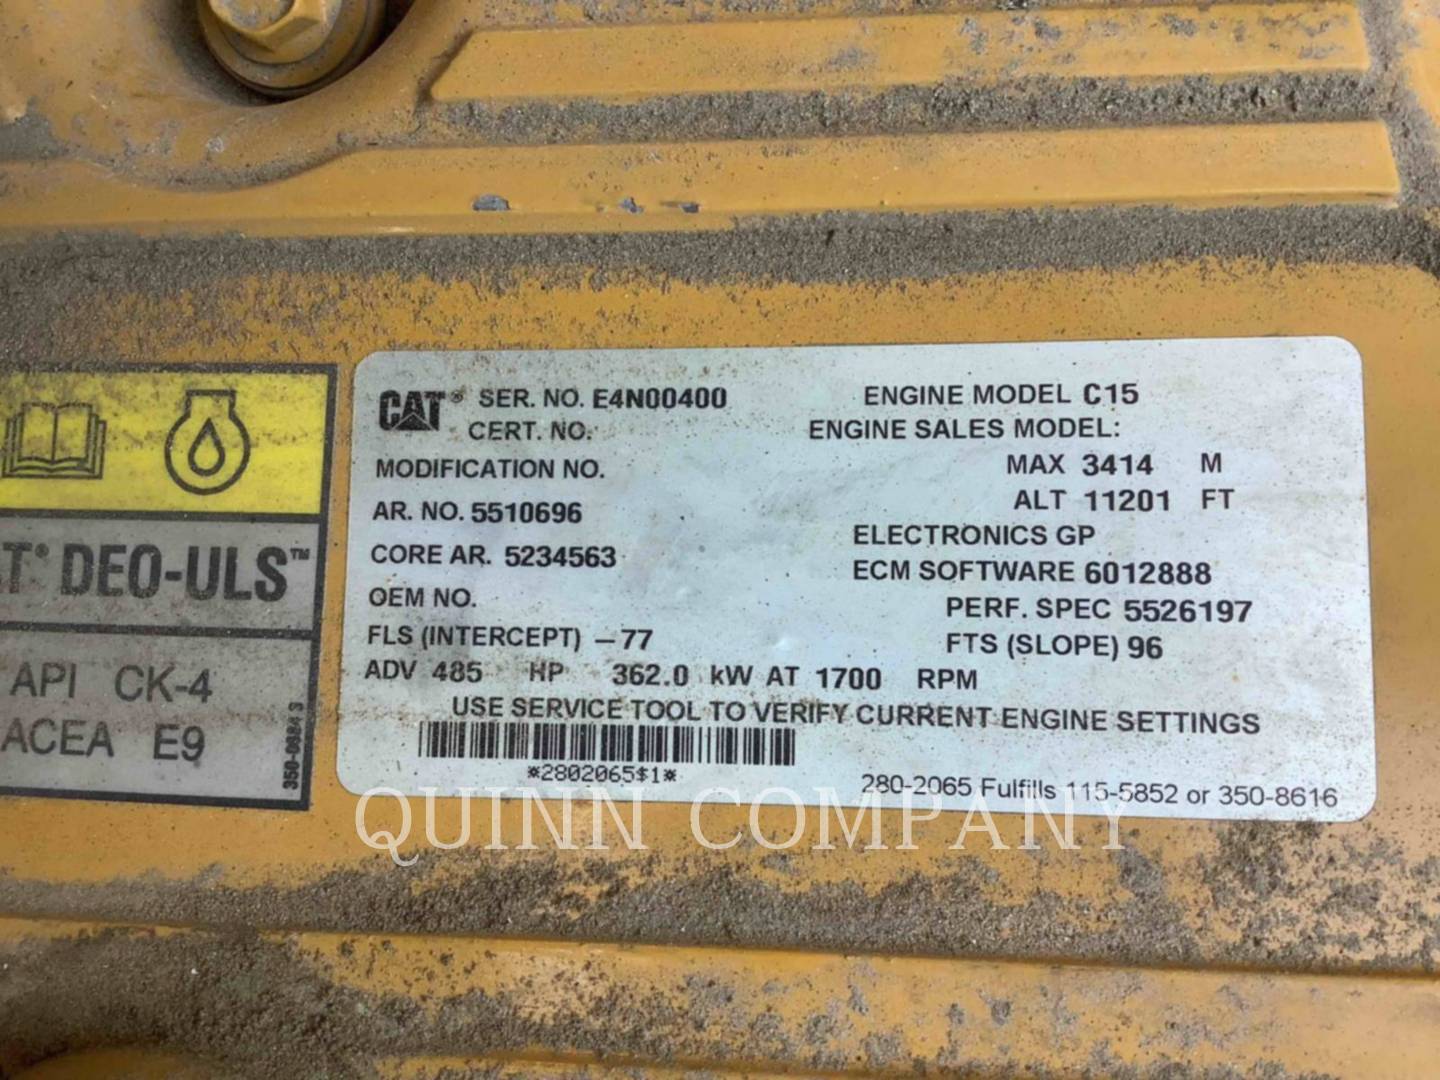 CAT® SER. NO. E4N00400 ENGINE MODEL C15
CERT. NO. ENGINE SALES MODEL:
MODIFICATION NO. MAX 3414 M
AR. NO. 5510696 ALT 11201 FT
CORE AR. 5234563 ELECTRONICS GP
ECM SOFTWARE 6012888
OEM NO. PERF. SPEC 5526197
FLS (INTERCEPT) -77 FTS (SLOPE) 96
ADV 485 HP 362.0 kW AT 1700 RPM
USE SERVICE TOOL TO VERIFY CURRENT ENGINE SETTINGS
*2802065$1*
280-2065 Fulfills 115-5852 or 350-8616
DEO-ULS™
API CK-4
ACEA E9
QUINN COMPANY